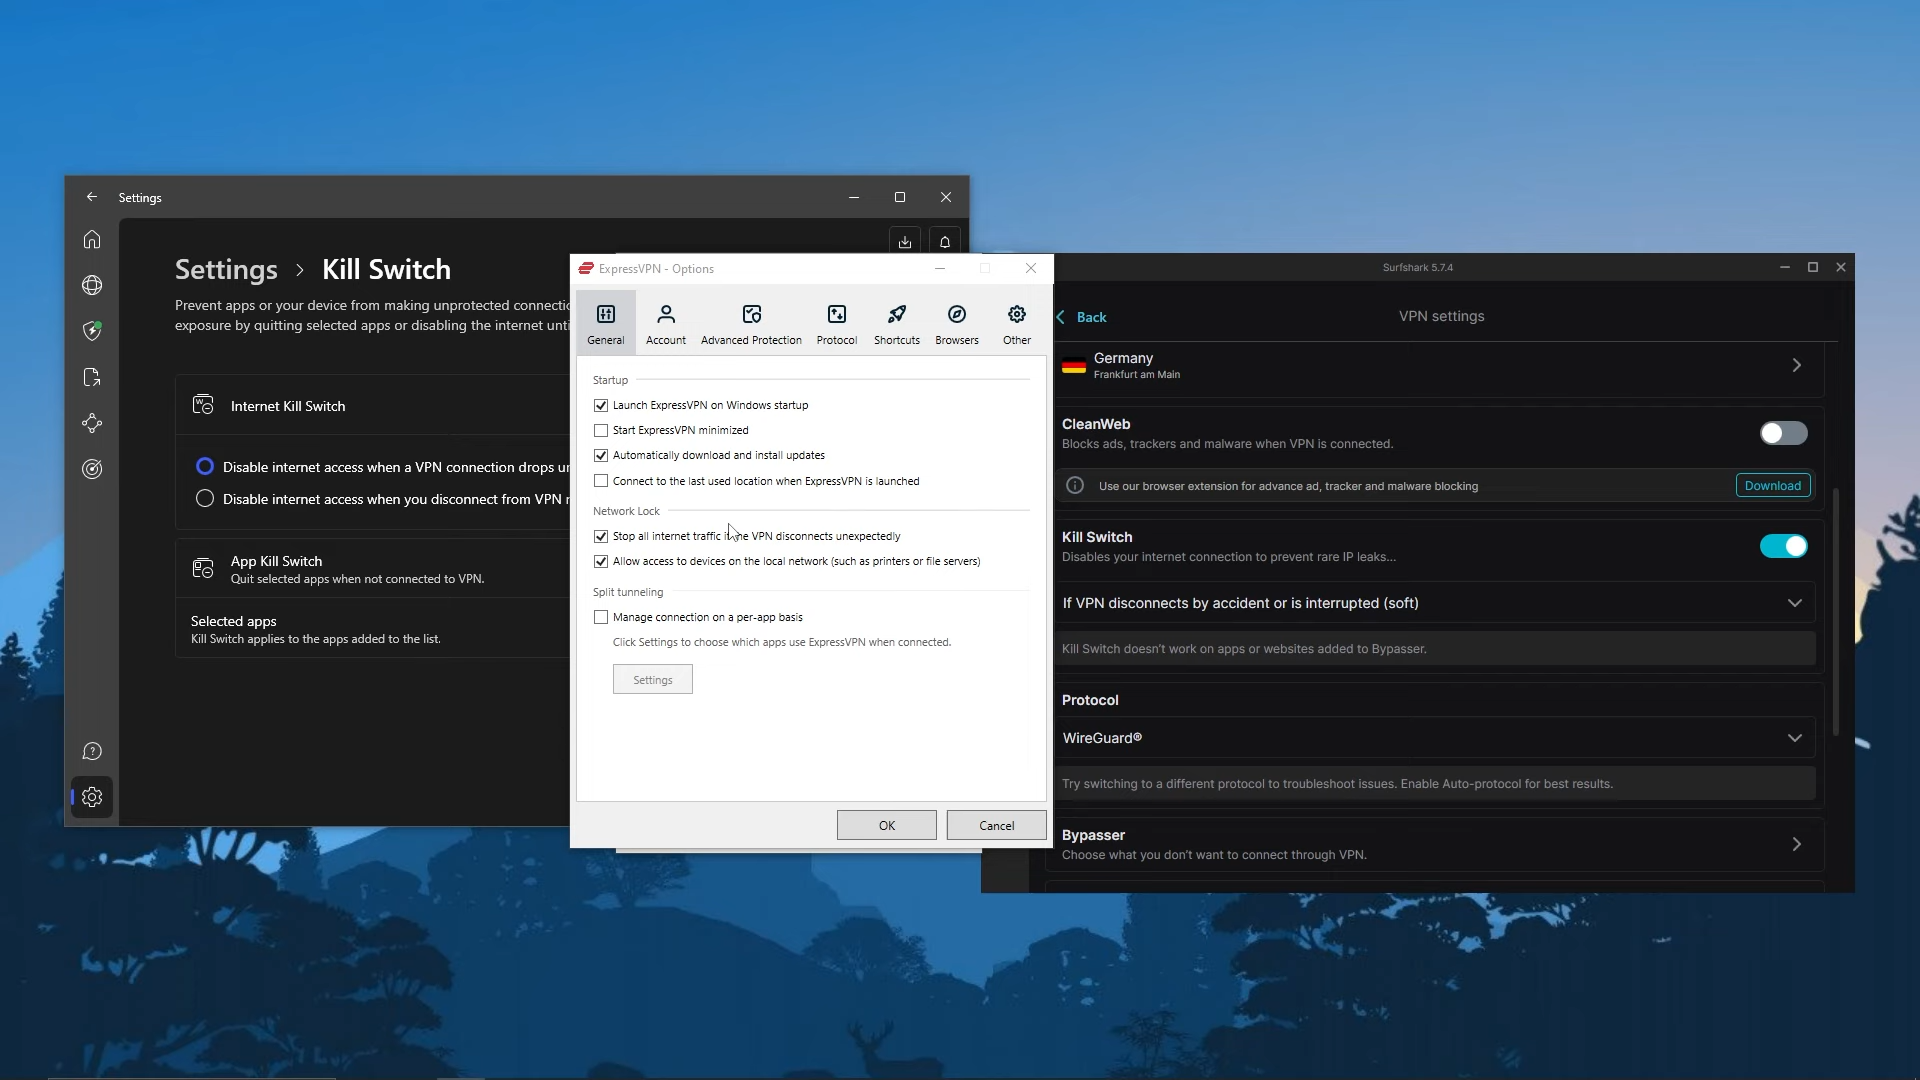 Settings
Settings > Kill Switch
Prevent apps or your device from making unprotected
exposure by quitting selected apps or disabling the internet
Internet Kill Switch
Disable internet access when a VPN connection drops
Disable internet access when you disconnect from VPN
App Kill Switch
Quit selected apps when not connected to VPN.
Selected apps
Kill Switch applies to the apps added to the list.
ExpressVPN - Options
General
Account
Advanced Protection
Protocol
Shortcuts
Browsers
Other
Startup
Launch ExpressVPN on Windows startup
Start ExpressVPN minimized
Automatically download and install updates
Connect to the last used location when ExpressVPN is launched
Network Lock
Stop all internet traffic VPN disconnects unexpectedly
Allow access to devices on the local network (such as printers or file servers)
Split tunneling
Manage connection on a per-app basis
Click Settings to choose which apps use ExpressVPN when connected.
Settings
OK
Cancel
Surfshark 5.7.4
Back
VPN settings
Germany
Frankfurt am Main
CleanWeb
Blocks ads, trackers and malware when VPN is connected.
Use our browser extension for advance ad, tracker and malware blocking
Download
Kill Switch
Disables your internet connection to prevent rare IP leaks...
If VPN disconnects by accident or is interrupted (soft)
Kill Switch doesn't work on apps or websites added to Bypasser.
Protocol
WireGuard®
Try switching to a different protocol to troubleshoot issues. Enable Auto-protocol for best results.
Bypasser
Choose what you don't want to connect through VPN.